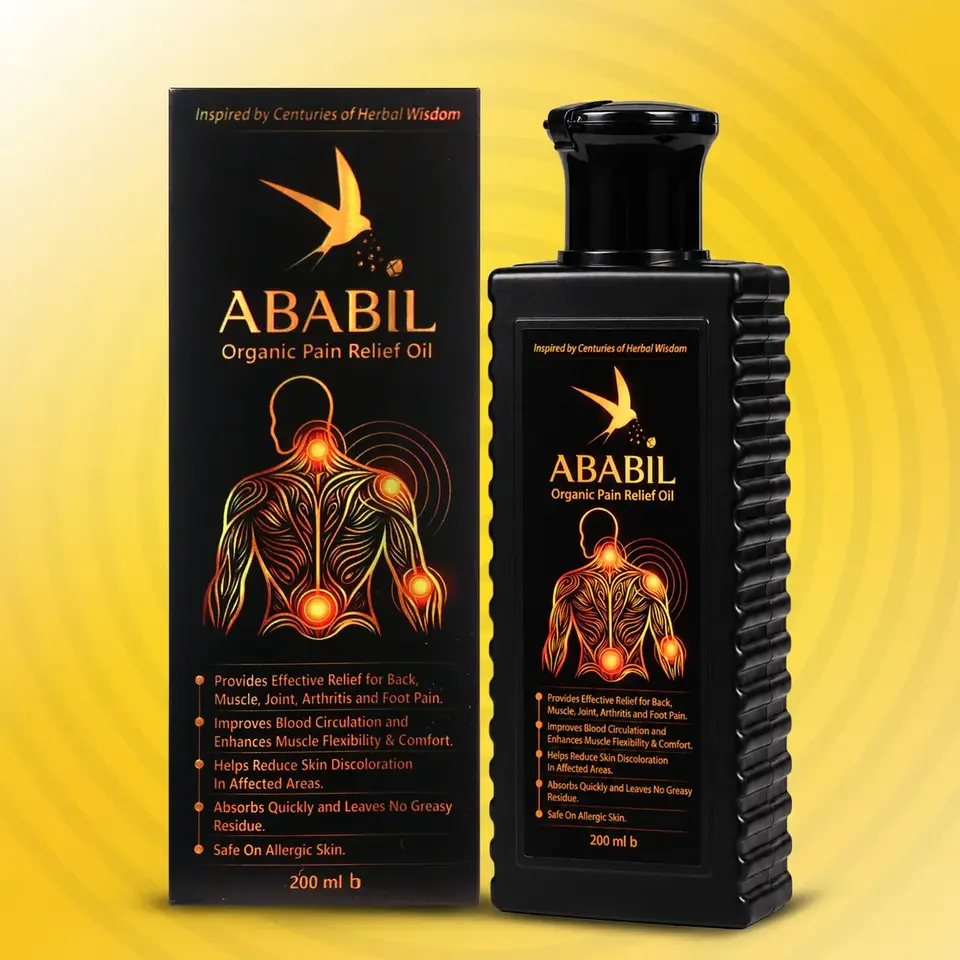 Inspired by Centuries of Herbal Wisdom
ABABIL
Organic Pain Relief Oil
Provides Effective Relief for Back,
Muscle, Joint, Arthritis and Foot Pain.
Improves Blood Circulation and
Enhances Muscle Flexibility & Comfort.
Helps Reduce Skin Discoloration
In Affected Areas.
Absorbs Quickly and Leaves No Greasy
Residue.
Safe On Allergic Skin.
200 ml b
Inspired by Centuries of Herbal Wisdom
ABABIL
Organic Pain Relief Oil
Provides Effective Relief for Back,
Muscle, Joint, Arthritis and Foot Pain.
Improves Blood Circulation and
Enhances Muscle Flexibility & Comfort.
Helps Reduce Skin Discoloration
In Affected Areas.
Absorbs Quickly and Leaves No Greasy
Residue.
Safe On Allergic Skin.
200 ml b